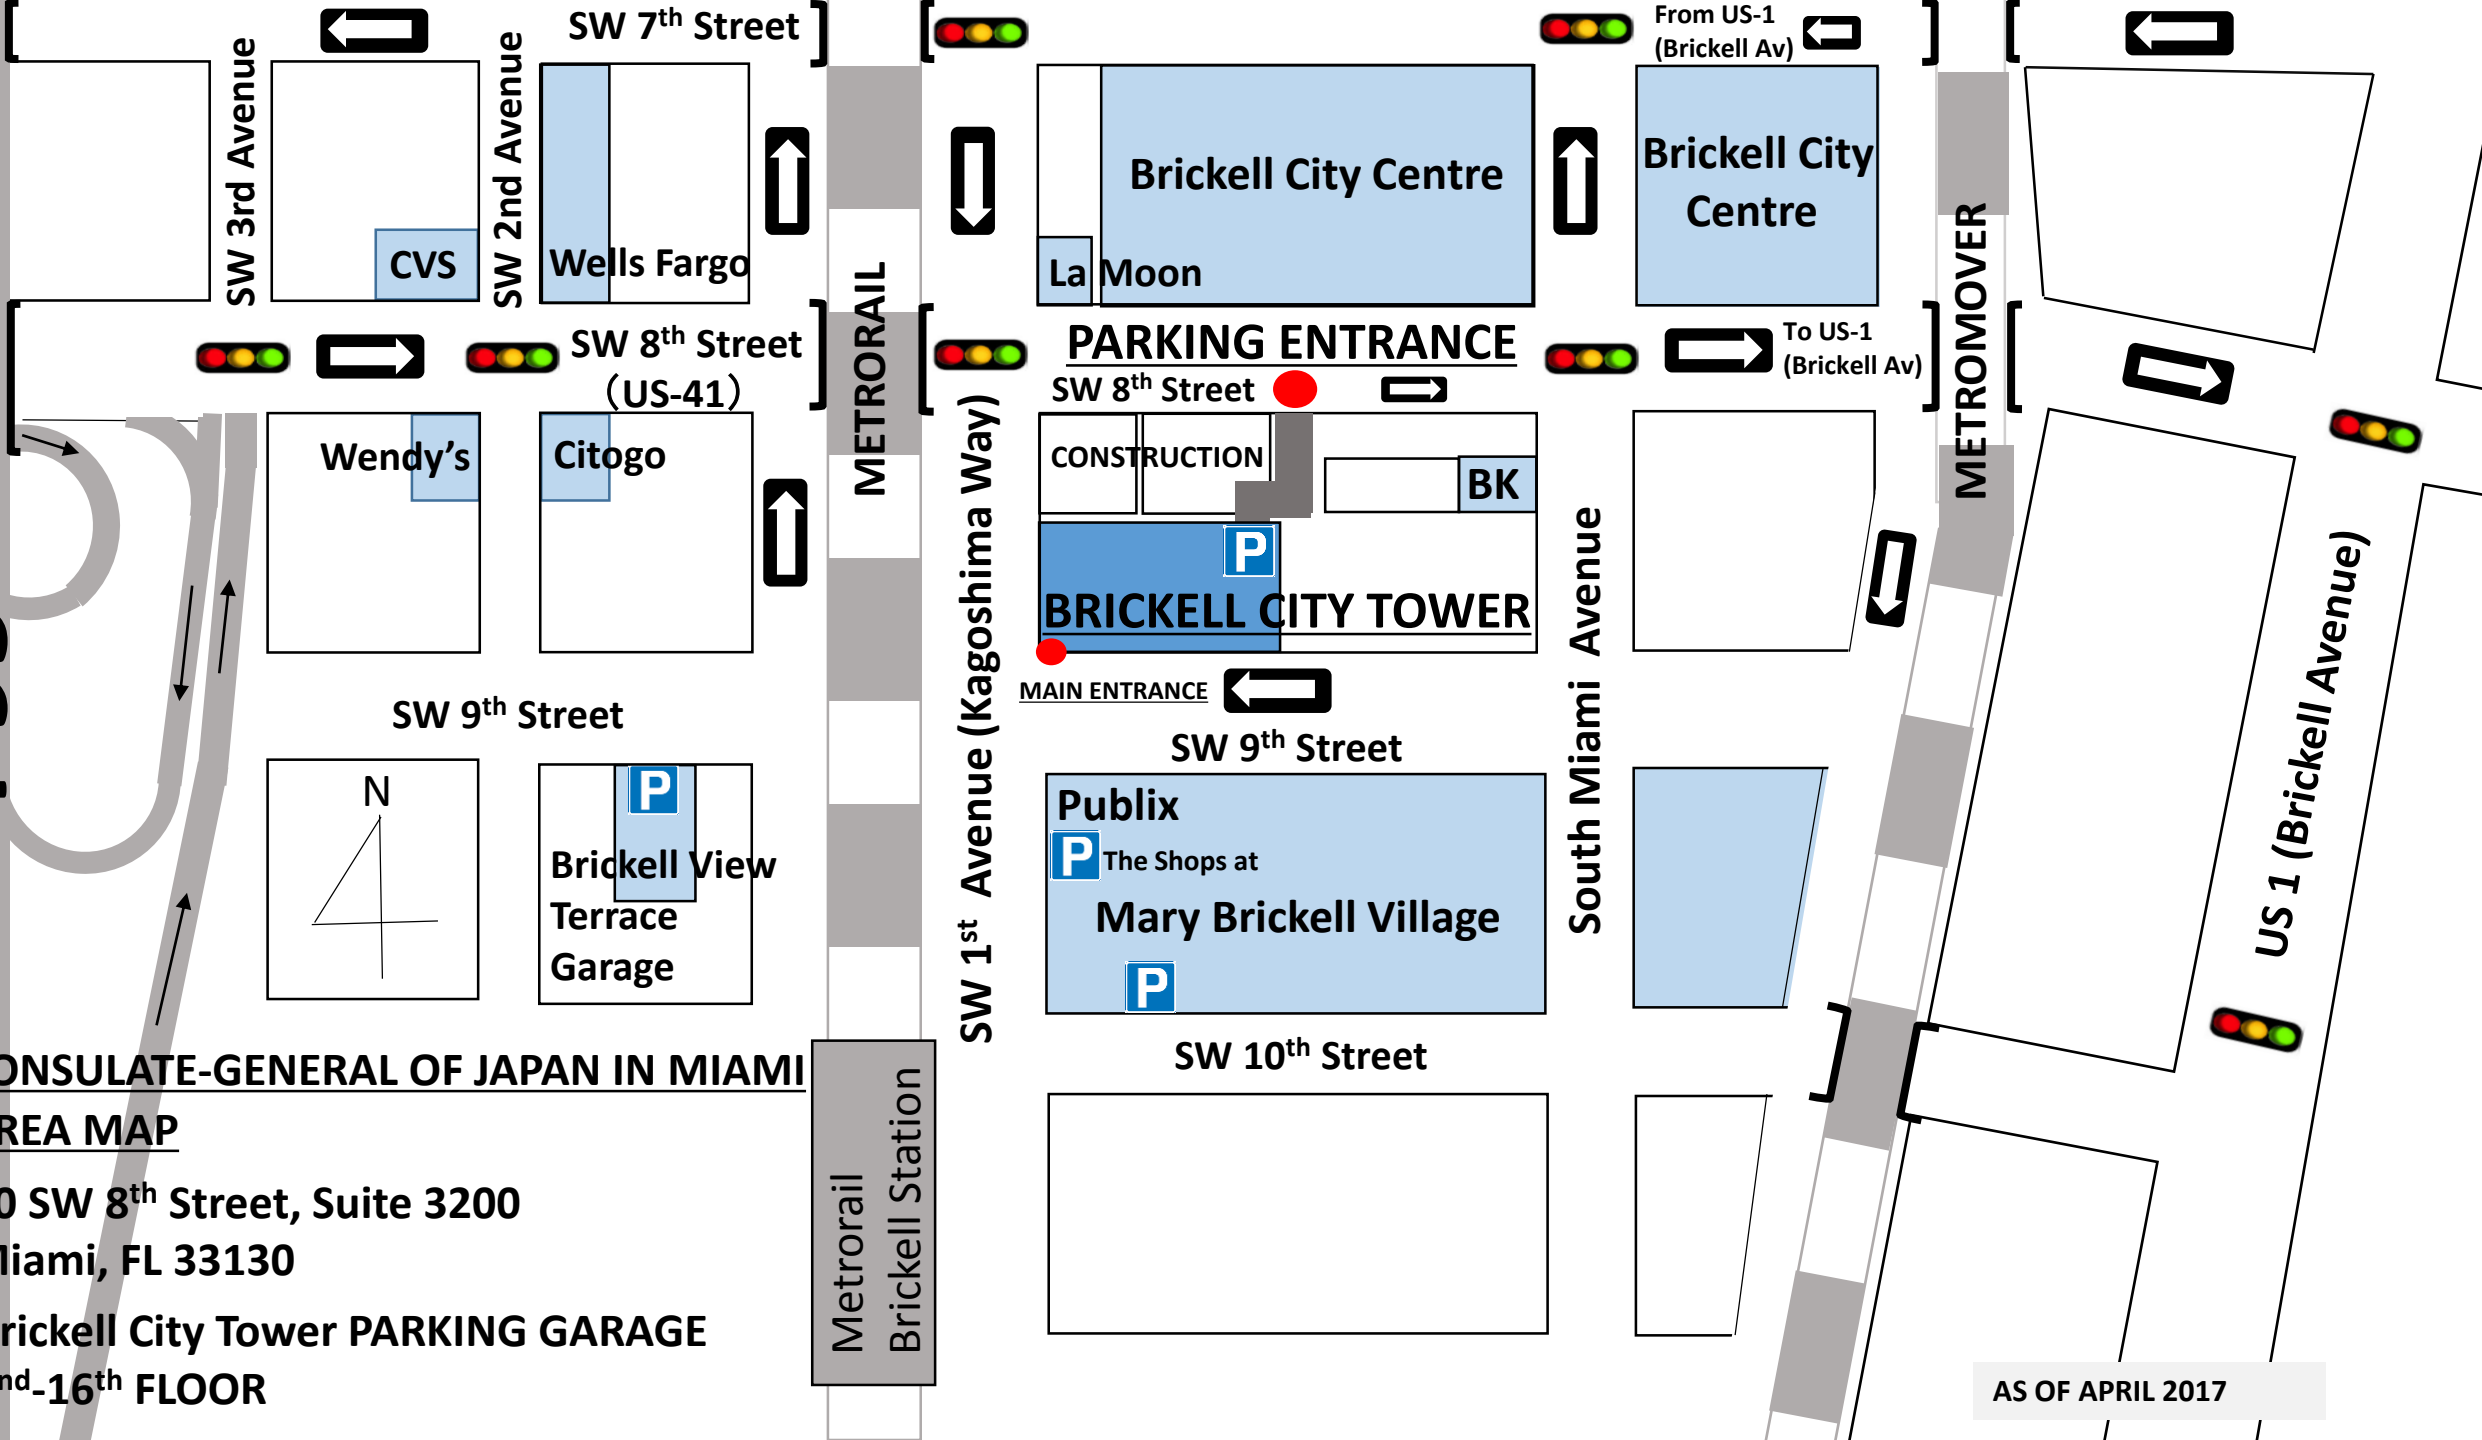 SW 7th Street
From US-1
(Brickell Av)
SW 3rd Avenue
SW 2nd Avenue
CVS
Wells Fargo
Brickell City Centre
La Moon
Brickell City
Centre
METRORAIL
METROMOVER
SW 8th Street
(US-41)
PARKING ENTRANCE
SW 8th Street
To US-1
(Brickell Av)
Wendy's
Citogo
CONSTRUCTION
BK
P
BRICKELL CITY TOWER
MAIN ENTRANCE
SW 1st Avenue (Kagoshima Way)
South Miami Avenue
US 1 (Brickell Avenue)
SW 9th Street
SW 9th Street
N
P
Brickell View
Terrace
Garage
Publix
P The Shops at
Mary Brickell Village
P
SW 10th Street
Metrorail
Brickell Station
ONSULATE-GENERAL OF JAPAN IN MIAMI
REA MAP
0 SW 8th Street, Suite 3200
Miami, FL 33130
rickell City Tower PARKING GARAGE
nd-16th FLOOR
AS OF APRIL 2017